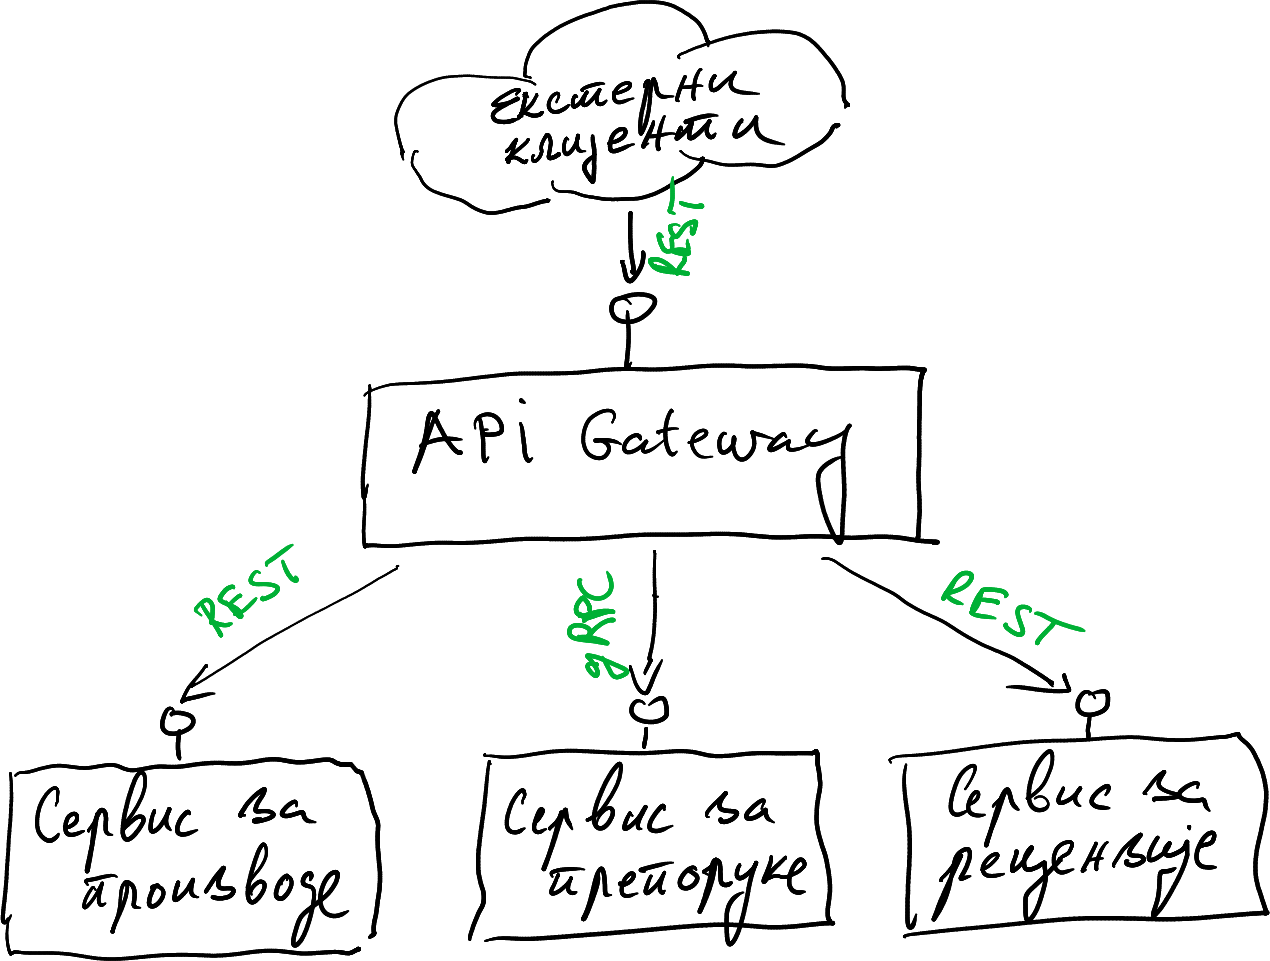 Екстерни
клијенти
REST
APi Gateway
REST
gRPC
REST
Сервис за
производе
Сервис за
препоруке
Сервис за
рецензије